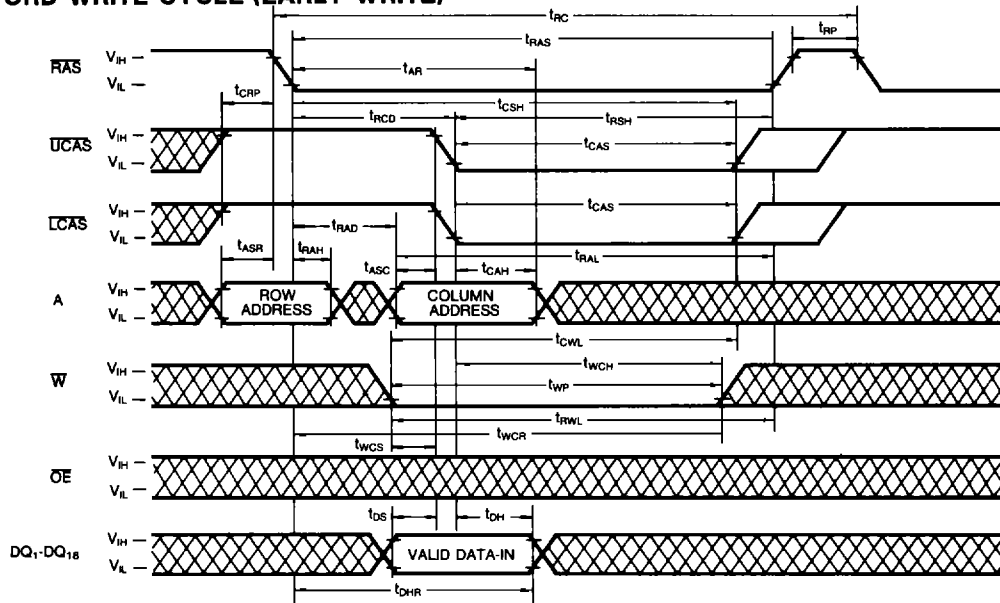 WORD WRITE CYCLE (EARLY WRITE)
tRC
tRP
tRAS
RAS
VIH
VIL
tAR
tCRP
tCSH
tRCD
tRSH
UCAS
VIH
VIL
tCAS
LCAS
VIH
VIL
tCAS
tRAD
tRAL
tASR
tRAH
tASC
tCAH
A
VIH
VIL
ROW ADDRESS
COLUMN ADDRESS
tCWL
W
VIH
VIL
tWCH
tWP
tRWL
tWCR
tWCS
OE
VIH
VIL
tDS
tDH
DQ1-DQ18
VIH
VIL
VALID DATA-IN
tDHR